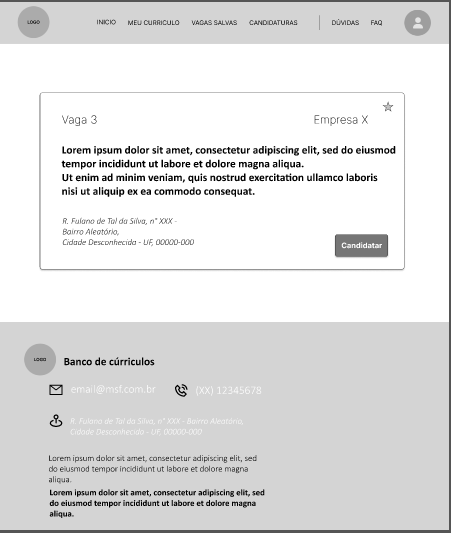 LOGO INICIO MEU CURRICULO VAGAS SALVAS CANDIDATURAS DÚVIDAS FAQ
Vaga 3 Empresa X
Lorem ipsum dolor sit amet, consectetur adipiscing elit, sed do eiusmod
tempor incididunt ut labore et dolore magna aliqua.
Ut enim ad minim veniam, quis nostrud exercitation ullamco laboris
nisi ut aliquip ex ea commodo consequat.
R. Fulano de Tal da Silva, n° XXX -
Bairro Aleatório,
Cidade Desconhecida - UF, 00000-000
Candidatar
LOGO Banco de cúrriculos
email@msf.com.br (XX) 12345678
R. Fulano de Tal da Silva, n° XXX - Bairro Aleatório,
Cidade Desconhecida - UF, 00000-000
Lorem ipsum dolor sit amet, consectetur adipiscing elit, sed
do eiusmod tempor incididunt ut labore et dolore magna
aliqua.
Lorem ipsum dolor sit amet, consectetur adipiscing elit, sed
do eiusmod tempor incididunt ut labore et dolore magna
aliqua.